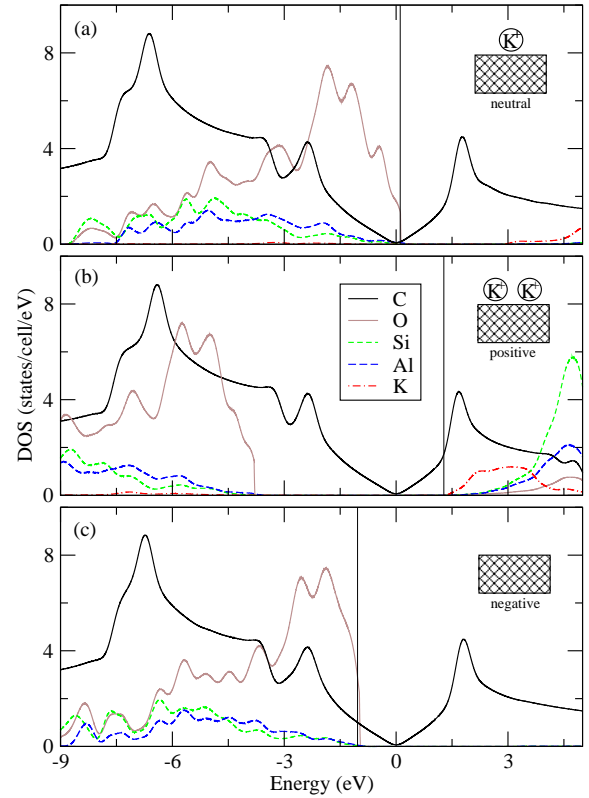 (a)
K+
neutral
8
4
0
(b)
K+ K+
positive
C
O
Si
Al
K
8
4
0
DOS (states/cell/eV)
(c)
negative
8
4
0
-9 -6 -3 0 3
Energy (eV)